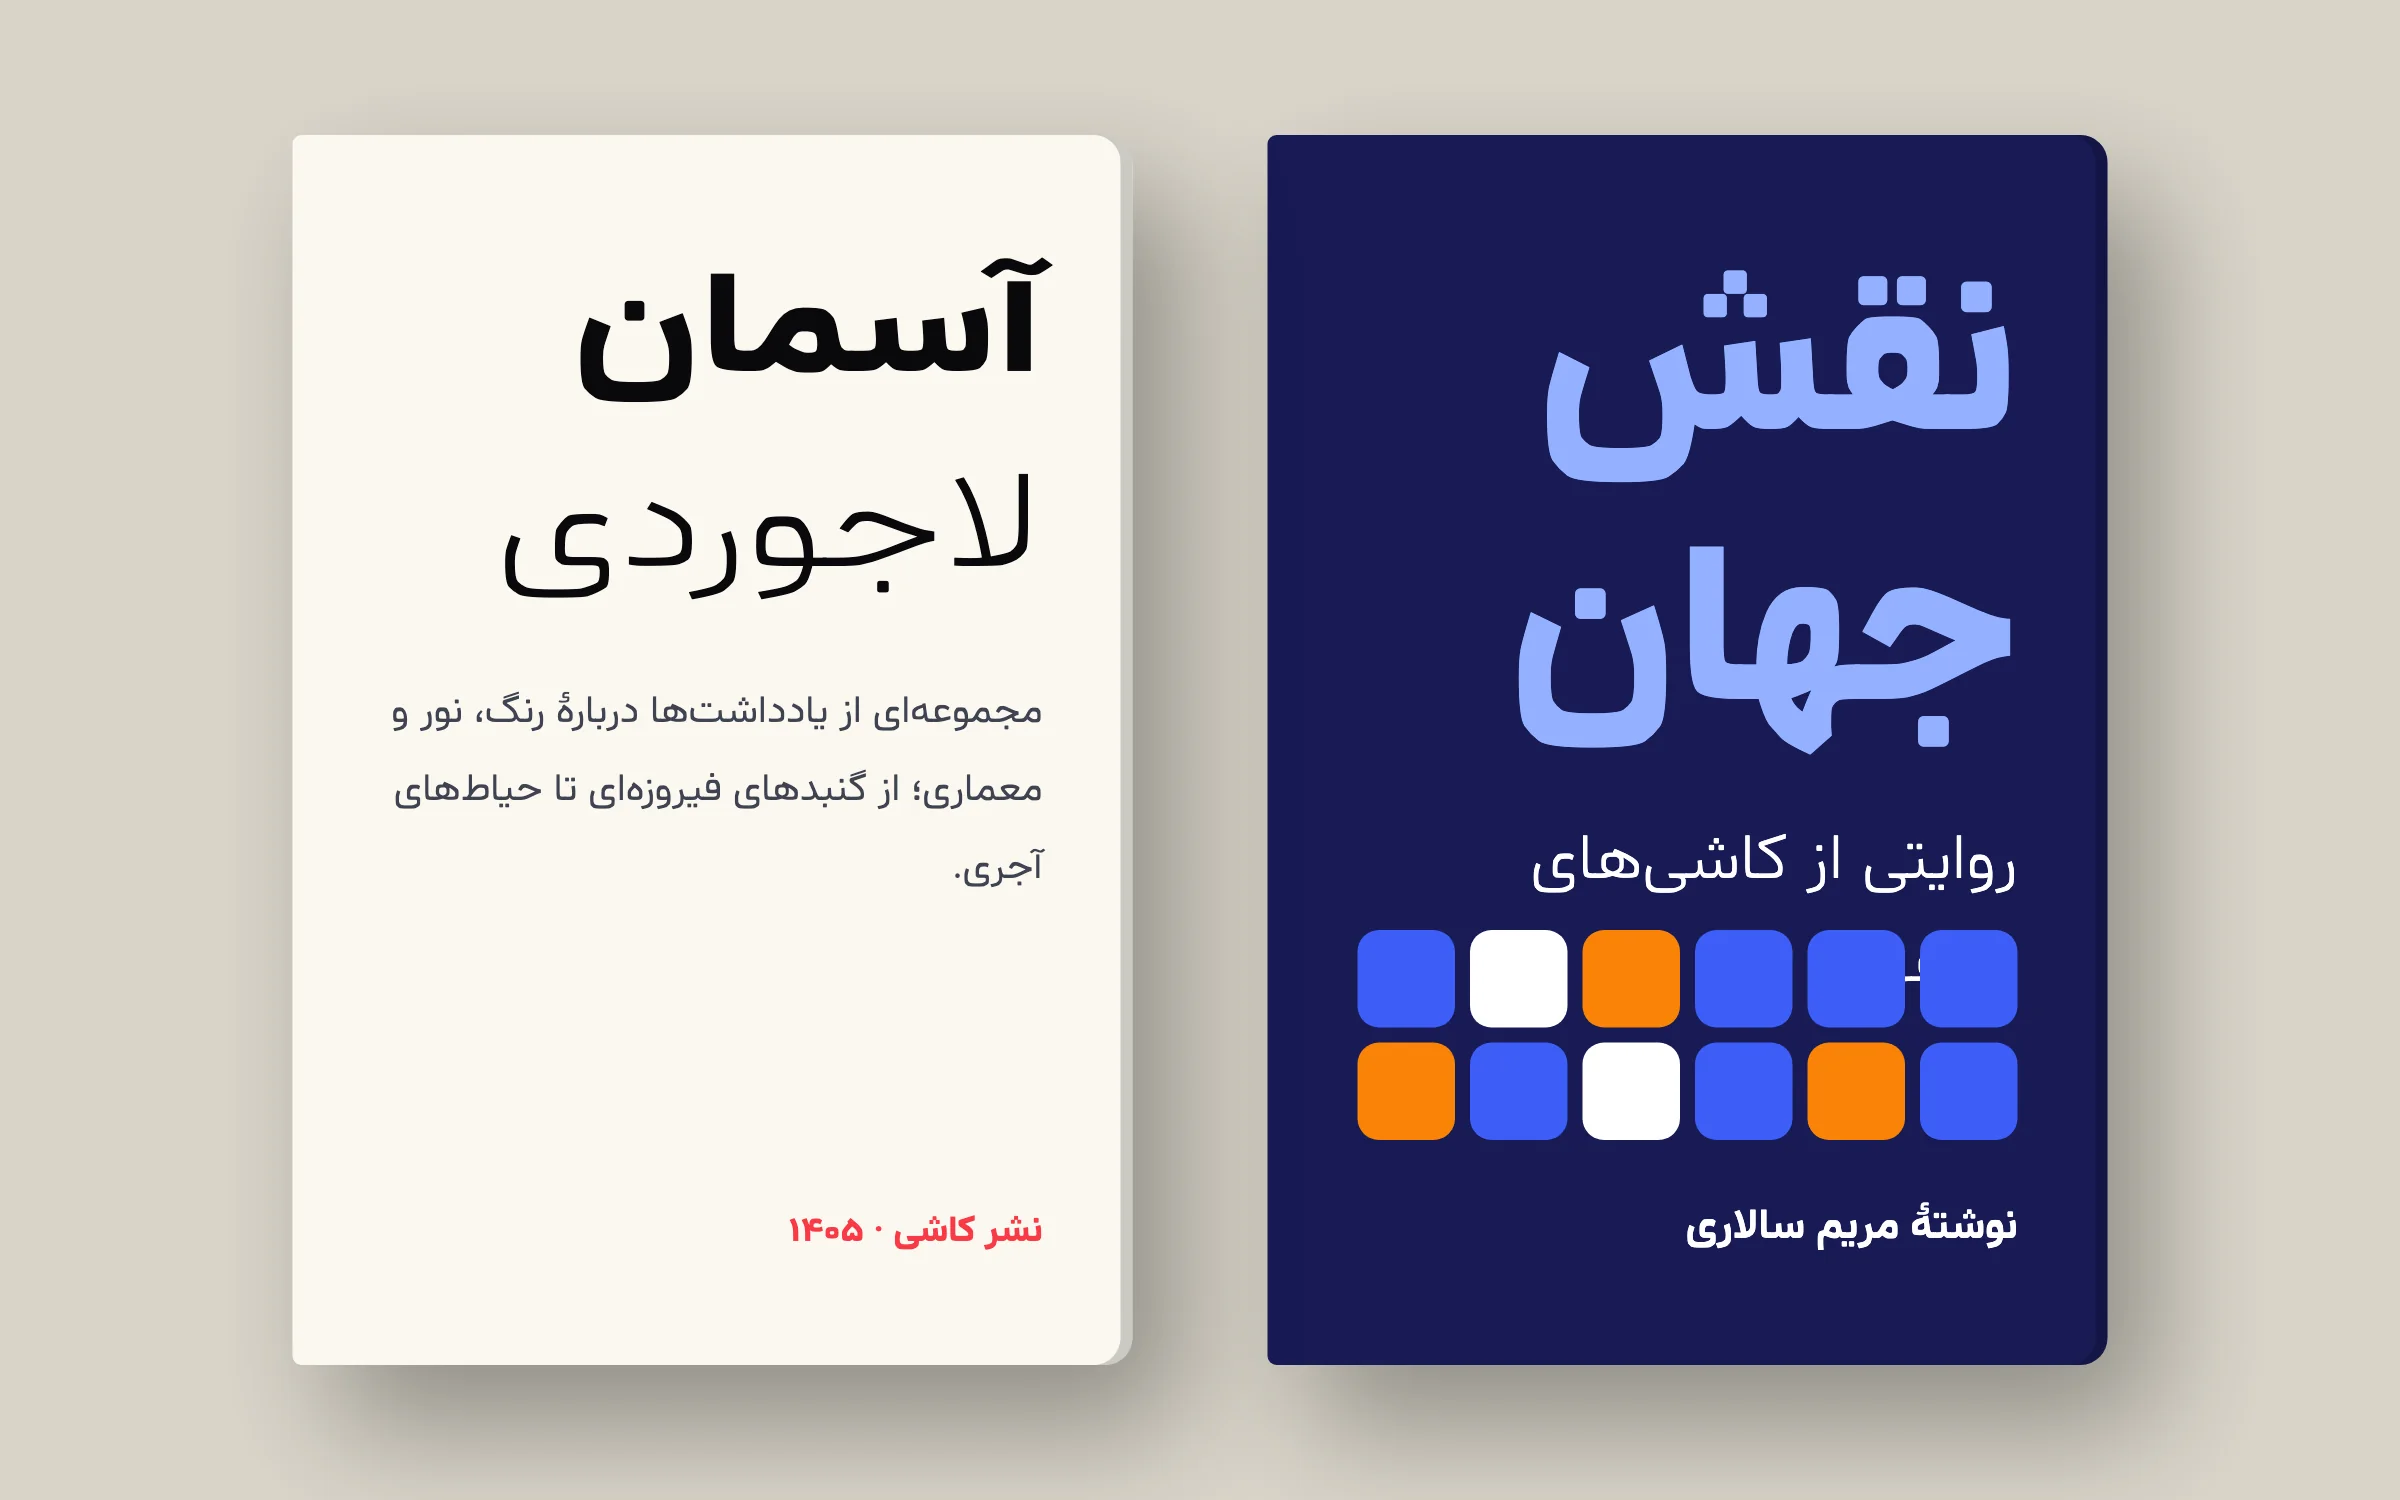 نقش
جهان
روایتی از کاشی‌های
نوشتهٔ مریم سالاری
آسمان
لاجوردی
مجموعه‌ای از یادداشت‌ها دربارهٔ رنگ، نور و
معماری؛ از گنبدهای فیروزه‌ای تا حیاط‌های
آجری.
نشر کاشی · ۱۴۰۵